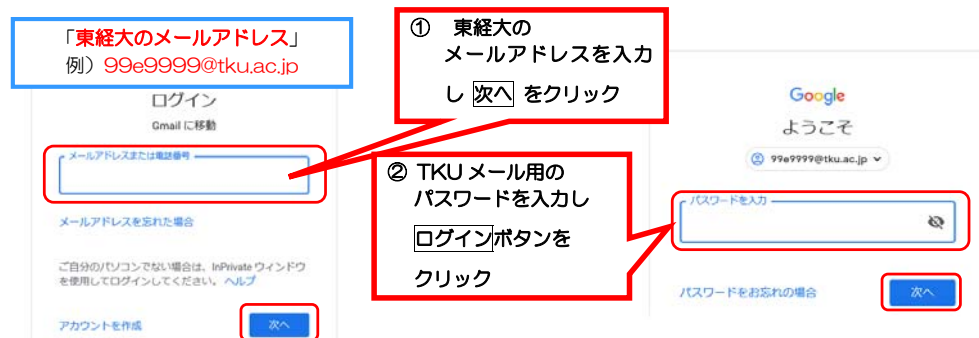 「東経大のメールアドレス」
例）99e9999@tku.ac.jp
ログイン
Gmail に移動
メールアドレスまたは電話番号
メールアドレスを忘れた場合
ご自分のパソコンでない場合は、InPrivate ウィンドウ
を使用してログインしてください。 ヘルプ
アカウントを作成
次へ
① 東経大の
メールアドレスを入力
し 次へ をクリック
② TKU メール用の
パスワードを入力し
ログインボタンを
クリック
Google
ようこそ
99e9999@tku.ac.jp
パスワードを入力
パスワードをお忘れの場合
次へ